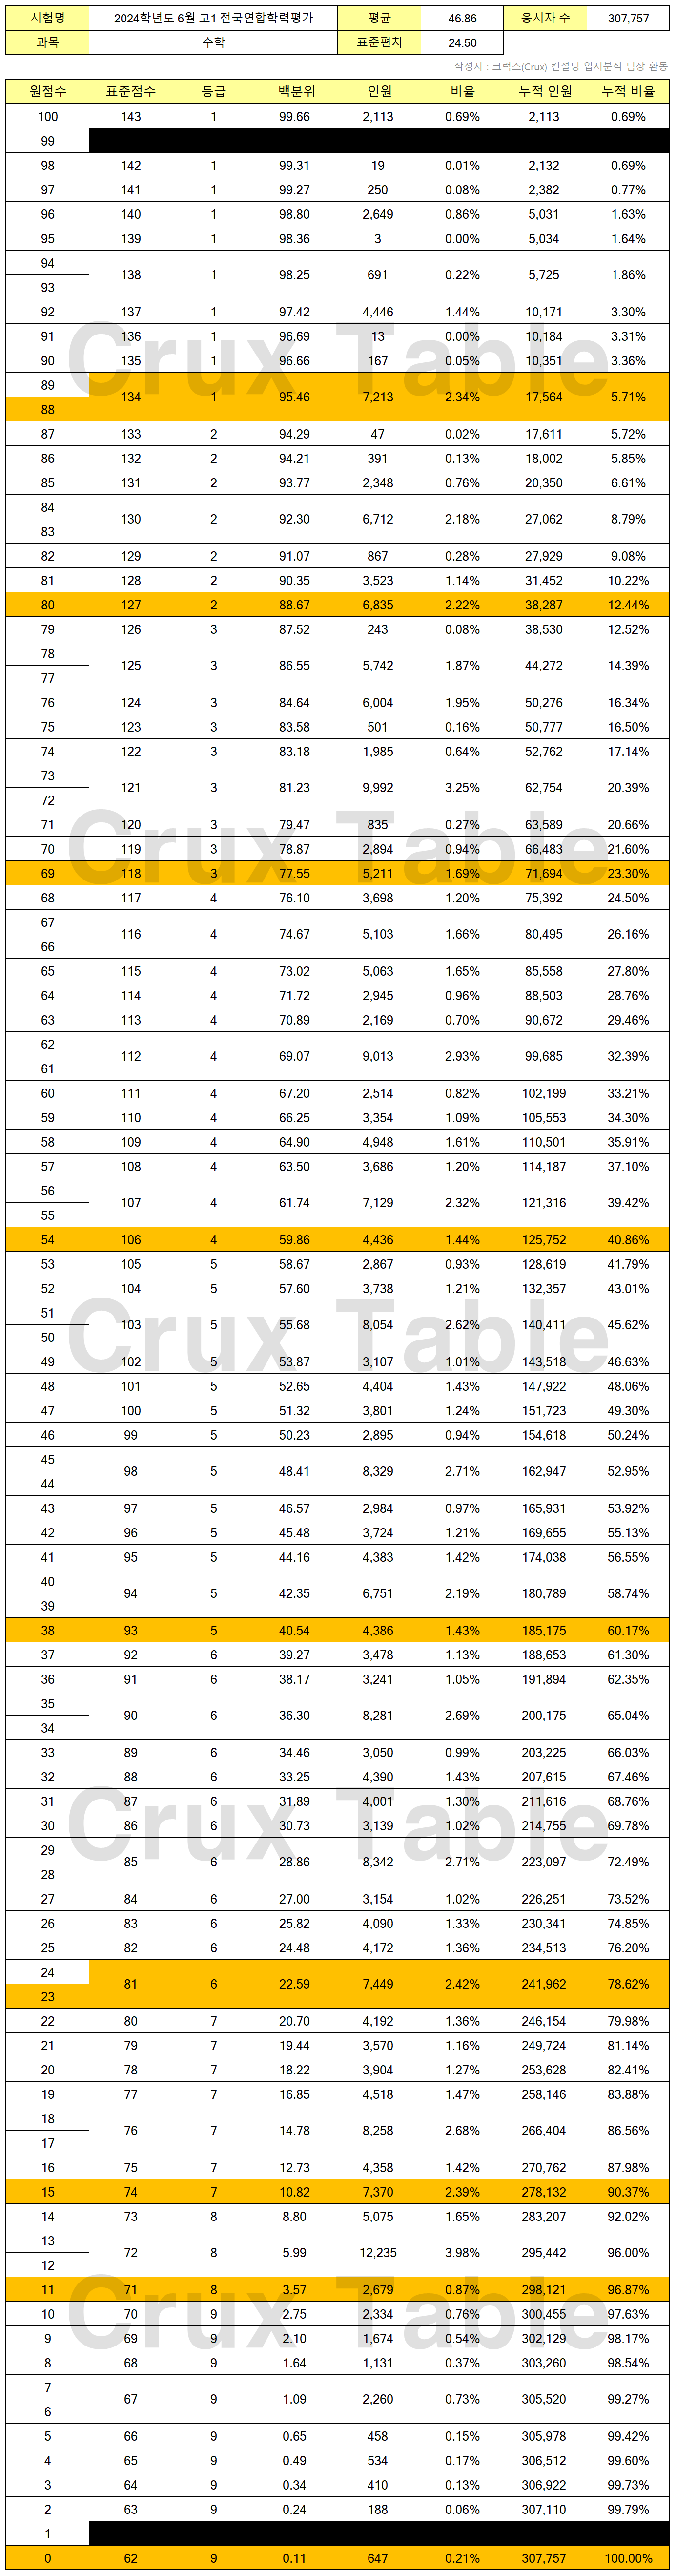 시험명 2024학년도 6월 고1 전국연합학력평가 평균 46.86 응시자 수 307,757
과목 수학 표준편차 24.50
작성자 : 크럭스(Crux) 컨설팅 입시분석 팀장 환동
원점수 표준점수 등급 백분위 인원 비율 누적 인원 누적 비율
100 143 1 99.66 2,113 0.69% 2,113 0.69%
99
98 142 1 99.31 19 0.01% 2,132 0.69%
97 141 1 99.27 250 0.08% 2,382 0.77%
96 140 1 98.80 2,649 0.86% 5,031 1.63%
95 139 1 98.36 3 0.00% 5,034 1.64%
94
93 138 1 98.25 691 0.22% 5,725 1.86%
92 137 1 97.42 4,446 1.44% 10,171 3.30%
91 136 1 96.69 13 0.00% 10,184 3.31%
90 135 1 96.66 167 0.05% 10,351 3.36%
Crux Table
89
88 134 1 95.46 7,213 2.34% 17,564 5.71%
87 133 2 94.29 47 0.02% 17,611 5.72%
86 132 2 94.21 391 0.13% 18,002 5.85%
85 131 2 93.77 2,348 0.76% 20,350 6.61%
84
83 130 2 92.30 6,712 2.18% 27,062 8.79%
82 129 2 91.07 867 0.28% 27,929 9.08%
81 128 2 90.35 3,523 1.14% 31,452 10.22%
80 127 2 88.67 6,835 2.22% 38,287 12.44%
79 126 3 87.52 243 0.08% 38,530 12.52%
78
77 125 3 86.55 5,742 1.87% 44,272 14.39%
76 124 3 84.64 6,004 1.95% 50,276 16.34%
75 123 3 83.58 501 0.16% 50,777 16.50%
74 122 3 83.18 1,985 0.64% 52,762 17.14%
73
72 121 3 81.23 9,992 3.25% 62,754 20.39%
71 120 3 79.47 835 0.27% 63,589 20.66%
70 119 3 78.87 2,894 0.94% 66,483 21.60%
Crux Table
69 118 3 77.55 5,211 1.69% 71,694 23.30%
68 117 4 76.10 3,698 1.20% 75,392 24.50%
67
66 116 4 74.67 5,103 1.66% 80,495 26.16%
65 115 4 73.02 5,063 1.65% 85,558 27.80%
64 114 4 71.72 2,945 0.96% 88,503 28.76%
63 113 4 70.89 2,169 0.70% 90,672 29.46%
62
61 112 4 69.07 9,013 2.93% 99,685 32.39%
60 111 4 67.20 2,514 0.82% 102,199 33.21%
59 110 4 66.25 3,354 1.09% 105,553 34.30%
58 109 4 64.90 4,948 1.61% 110,501 35.91%
57 108 4 63.50 3,686 1.20% 114,187 37.10%
56
55 107 4 61.74 7,129 2.32% 121,316 39.42%
54 106 4 59.86 4,436 1.44% 125,752 40.86%
53 105 5 58.67 2,867 0.93% 128,619 41.79%
52 104 5 57.60 3,738 1.21% 132,357 43.01%
51
50 103 5 55.68 8,054 2.62% 140,411 45.62%
Crux Table
49 102 5 53.87 3,107 1.01% 143,518 46.63%
48 101 5 52.65 4,404 1.43% 147,922 48.06%
47 100 5 51.32 3,801 1.24% 151,723 49.30%
46 99 5 50.23 2,895 0.94% 154,618 50.24%
45
44 98 5 48.41 8,329 2.71% 162,947 52.95%
43 97 5 46.57 2,984 0.97% 165,931 53.92%
42 96 5 45.48 3,724 1.21% 169,655 55.13%
41 95 5 44.16 4,383 1.42% 174,038 56.55%
40
39 94 5 42.35 6,751 2.19% 180,789 58.74%
38 93 5 40.54 4,386 1.43% 185,175 60.17%
37 92 6 39.27 3,478 1.13% 188,653 61.30%
36 91 6 38.17 3,241 1.05% 191,894 62.35%
35
34 90 6 36.30 8,281 2.69% 200,175 65.04%
33 89 6 34.46 3,050 0.99% 203,225 66.03%
32 88 6 33.25 4,390 1.43% 207,615 67.46%
31 87 6 31.89 4,001 1.30% 211,616 68.76%
30 86 6 30.73 3,139 1.02% 214,755 69.78%
Crux Table
29
28 85 6 28.86 8,342 2.71% 223,097 72.49%
27 84 6 27.00 3,154 1.02% 226,251 73.52%
26 83 6 25.82 4,090 1.33% 230,341 74.85%
25 82 6 24.48 4,172 1.36% 234,513 76.20%
24
23 81 6 22.59 7,449 2.42% 241,962 78.62%
22 80 7 20.70 4,192 1.36% 246,154 79.98%
21 79 7 19.44 3,570 1.16% 249,724 81.14%
20 78 7 18.22 3,904 1.27% 253,628 82.41%
19 77 7 16.85 4,518 1.47% 258,146 83.88%
18
17 76 7 14.78 8,258 2.68% 266,404 86.56%
16 75 7 12.73 4,358 1.42% 270,762 87.98%
15 74 7 10.82 7,370 2.39% 278,132 90.37%
14 73 8 8.80 5,075 1.65% 283,207 92.02%
13
12 72 8 5.99 12,235 3.98% 295,442 96.00%
11 71 8 3.57 2,679 0.87% 298,121 96.87%
Crux Table
10 70 9 2.75 2,334 0.76% 300,455 97.63%
9 69 9 2.10 1,674 0.54% 302,129 98.17%
8 68 9 1.64 1,131 0.37% 303,260 98.54%
7
6 67 9 1.09 2,260 0.73% 305,520 99.27%
5 66 9 0.65 458 0.15% 305,978 99.42%
4 65 9 0.49 534 0.17% 306,512 99.60%
3 64 9 0.34 410 0.13% 306,922 99.73%
2 63 9 0.24 188 0.06% 307,110 99.79%
1
0 62 9 0.11 647 0.21% 307,757 100.00%